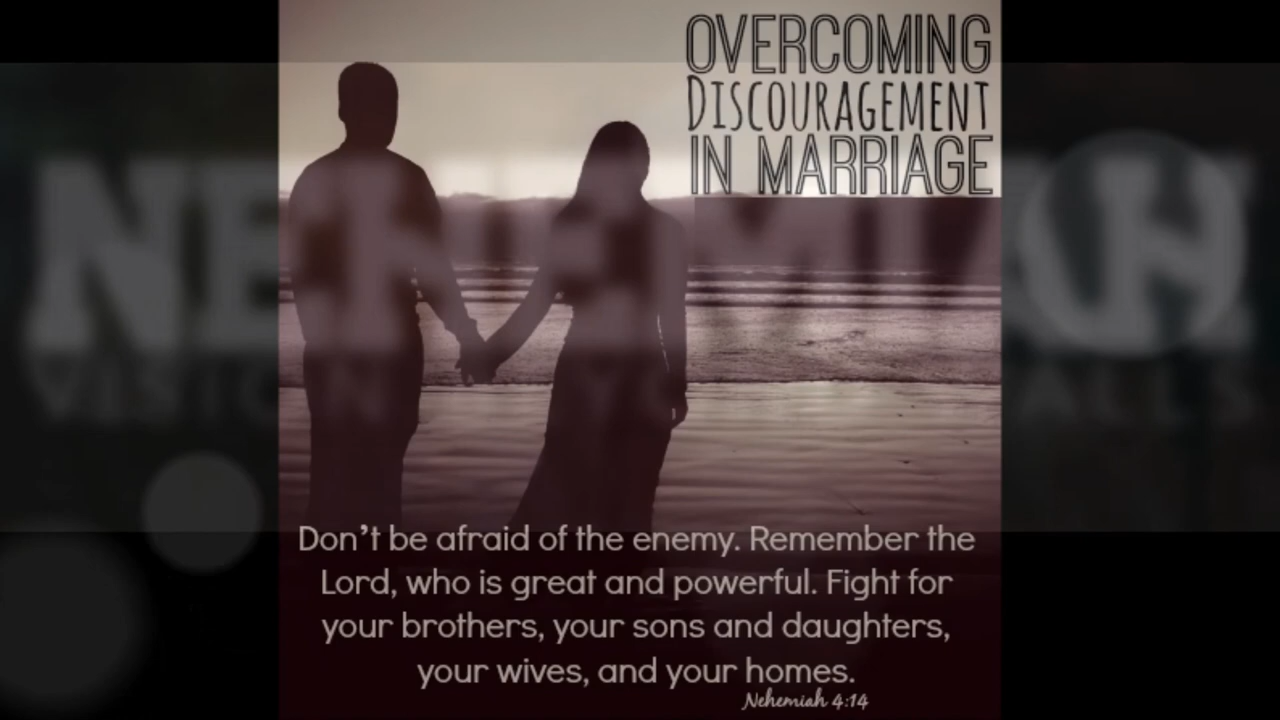 OVERCOMING
DISCOURAGEMENT
IN MARRIAGE
NEHEMIAH
Don't be afraid of the enemy. Remember the
Lord, who is great and powerful. Fight for
your brothers, your sons and daughters,
your wives, and your homes.
Nehemiah 4:14